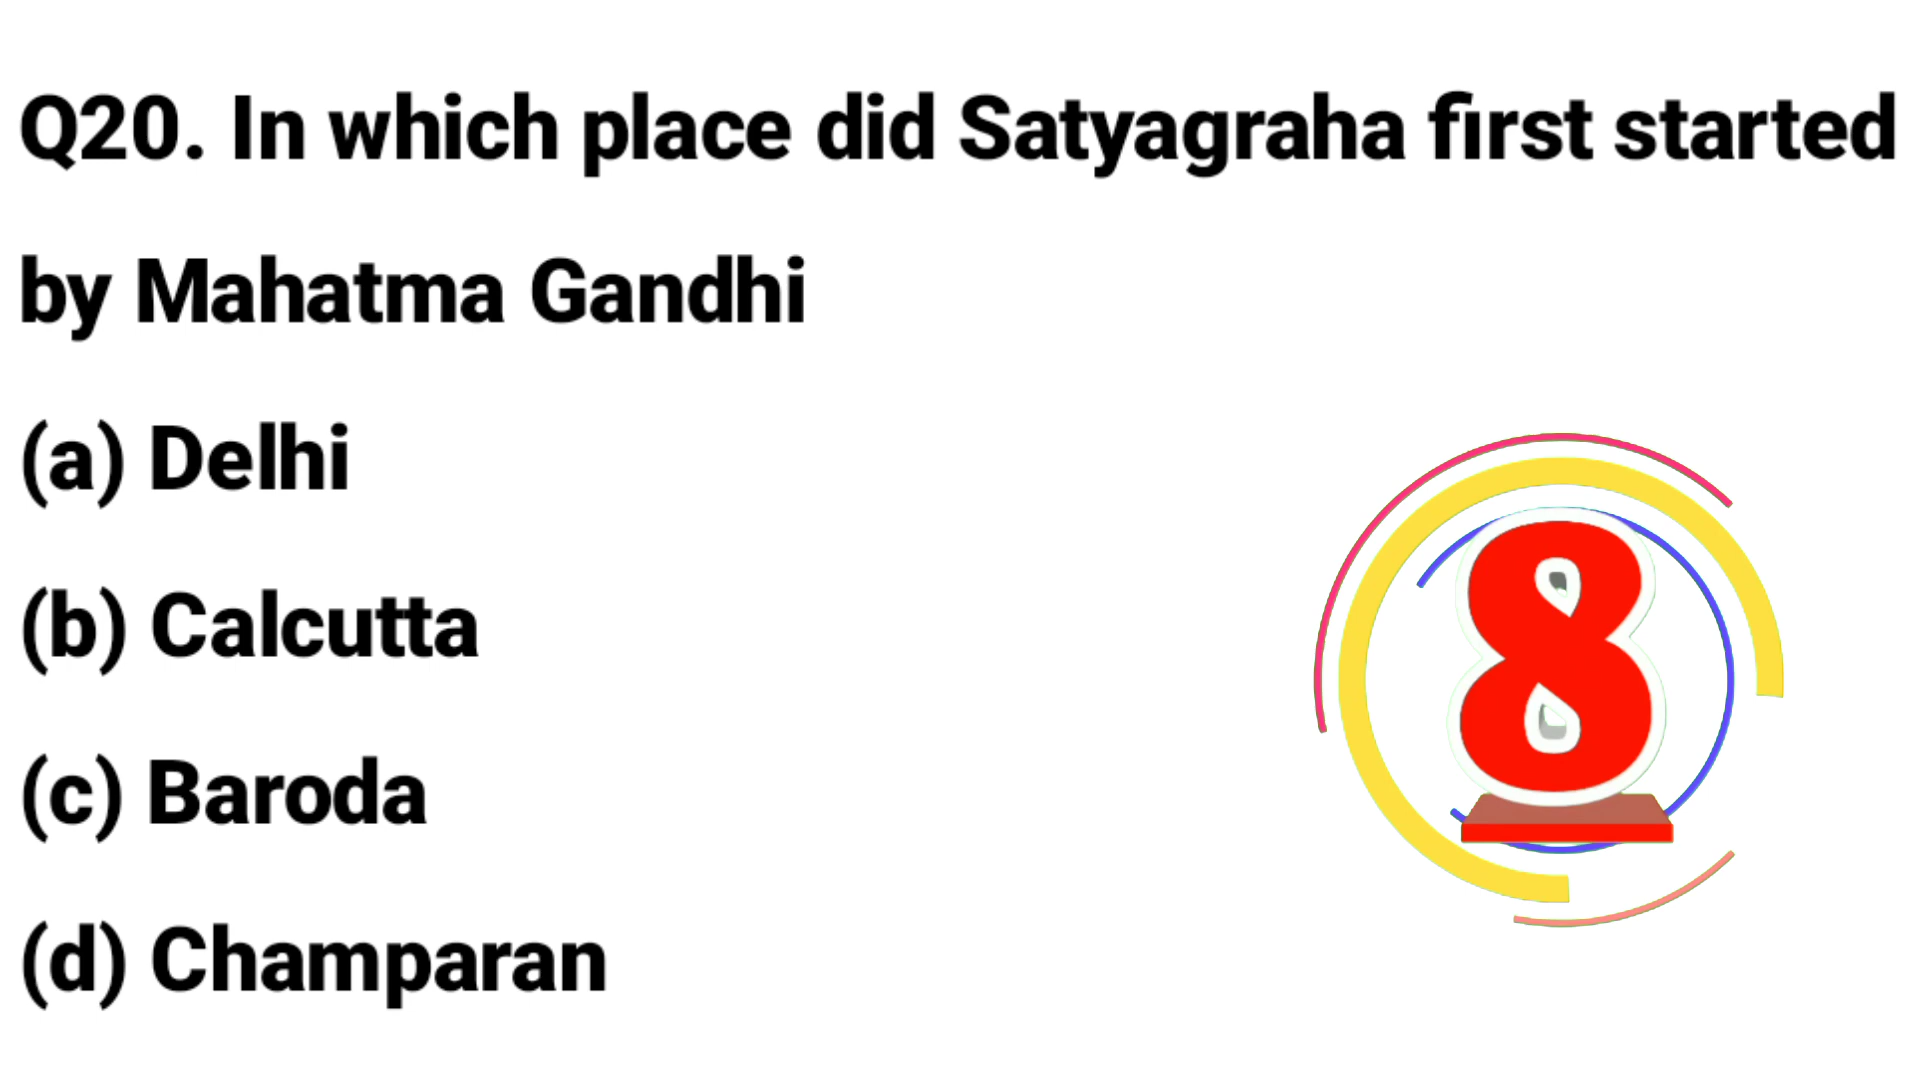 Q20. In which place did Satyagraha first started
by Mahatma Gandhi
(a) Delhi
(b) Calcutta
(c) Baroda
(d) Champaran
8